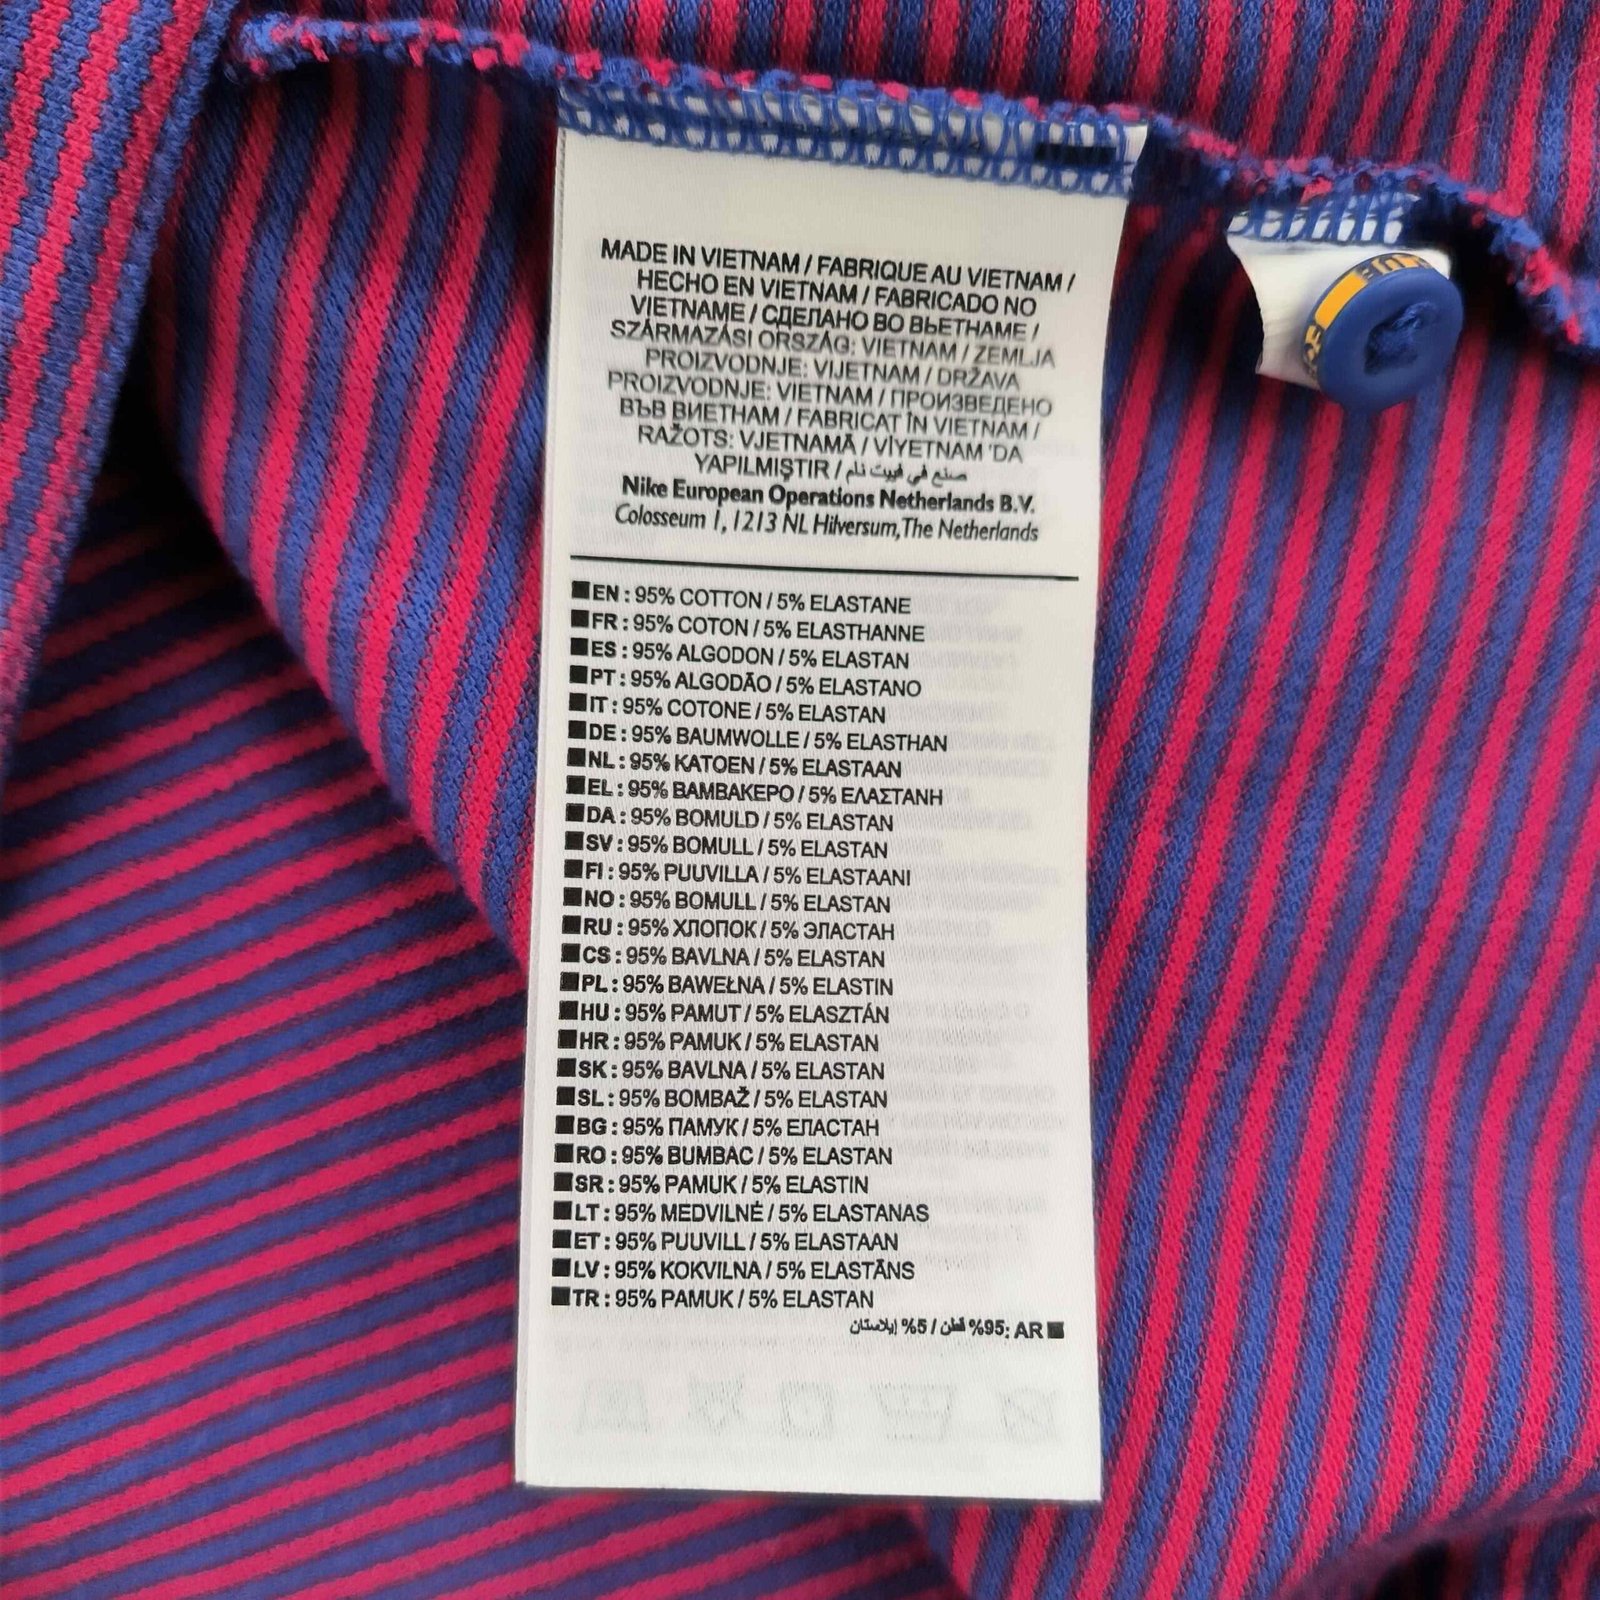 MADE IN VIETNAM / FABRIQUE AU VIETNAM /
HECHO EN VIETNAM / FABRICADO NO
VIETNAME / СДЕЛАНО ВО ВЬЕТНАМЕ /
SZÁRMAZÁSI ORSZÁG: VIETNAM / ZEMLJA
PROIZVODNJE: VIJETNAM / DRŽAVA
PROIZVODNJE: VIETNAM / ПРОИЗВЕДЕНО
ВЪВ ВИЕТНАМ / FABRICAT ÎN VIETNAM /
RAŽOTS: VJETNAMĀ / VİYETNAM 'DA
YAPILMIŞTIR / صنع في فييت نام
Nike European Operations Netherlands B.V.
Colosseum 1, 1213 NL Hilversum, The Netherlands
EN : 95% COTTON / 5% ELASTANE
FR : 95% COTON / 5% ELASTHANNE
ES : 95% ALGODON / 5% ELASTAN
PT : 95% ALGODÃO / 5% ELASTANO
IT : 95% COTONE / 5% ELASTAN
DE : 95% BAUMWOLLE / 5% ELASTHAN
NL : 95% KATOEN / 5% ELASTAAN
EL : 95% ΒΑΜΒΑΚΕΡΟ / 5% ΕΛΑΣΤΑΝΗ
DA : 95% BOMULD / 5% ELASTAN
SV : 95% BOMULL / 5% ELASTAN
FI : 95% PUUVILLA / 5% ELASTAANI
NO : 95% BOMULL / 5% ELASTAN
RU : 95% ХЛОПОК / 5% ЭЛАСТАН
CS : 95% BAVLNA / 5% ELASTAN
PL : 95% BAWEŁNA / 5% ELASTIN
HU : 95% PAMUT / 5% ELASZTÁN
HR : 95% PAMUK / 5% ELASTAN
SK : 95% BAVLNA / 5% ELASTAN
SL : 95% BOMBAŽ / 5% ELASTAN
BG : 95% ПАМУК / 5% ЕЛАСТАН
RO : 95% BUMBAC / 5% ELASTAN
SR : 95% PAMUK / 5% ELASTIN
LT : 95% MEDVILNĖ / 5% ELASTANAS
ET : 95% PUUVILL / 5% ELASTAAN
LV : 95% KOKVILNA / 5% ELASTĀNS
TR : 95% PAMUK / 5% ELASTAN
AR :95% قطن / 5% إيلاستان